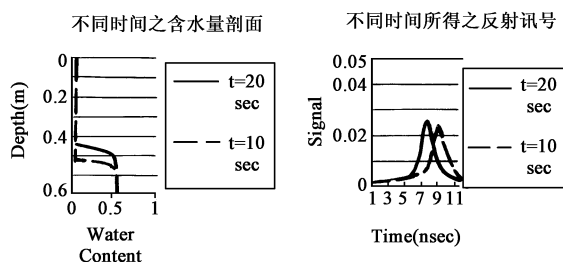 不同时间之含水量剖面
0
0.2
0.4
0.6
Depth(m)
0 0.5 1
Water
Content
t=20
sec
t=10
sec
不同时间所得之反射讯号
0.05
0.04
0.02
0.00
Signal
1 3 5 7 9 11
Time(nsec)
t=20
sec
t=10
sec